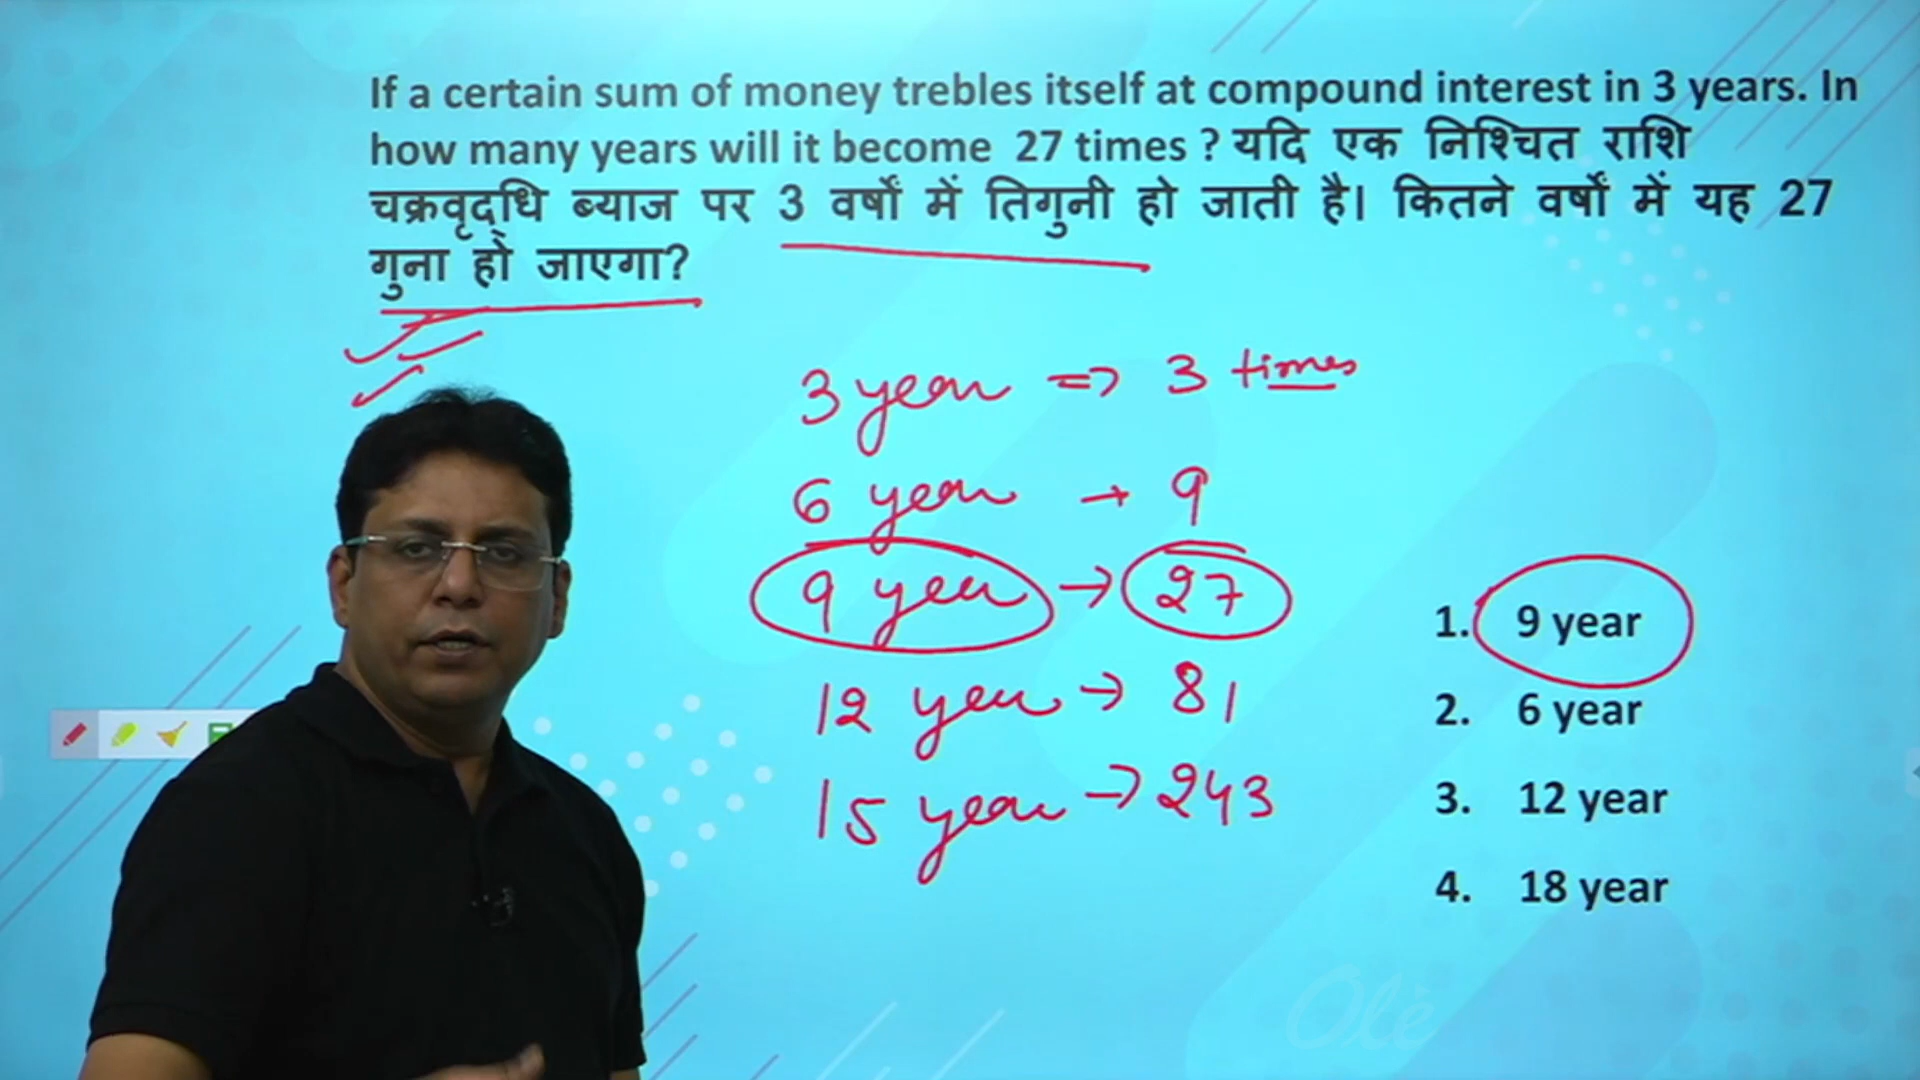 If a certain sum of money trebles itself at compound interest in 3 years. In
how many years will it become 27 times ? यदि एक निश्चित राशि
चक्रवृद्धि ब्याज पर 3 वर्षों में तिगुनी हो जाती है। कितने वर्षों में यह 27
गुना हो जाएगा?
3 year => 3 times
6 year → 9
9 year → 27
12 year → 81
15 year → 243
1. 9 year
2. 6 year
3. 12 year
4. 18 year
Olè